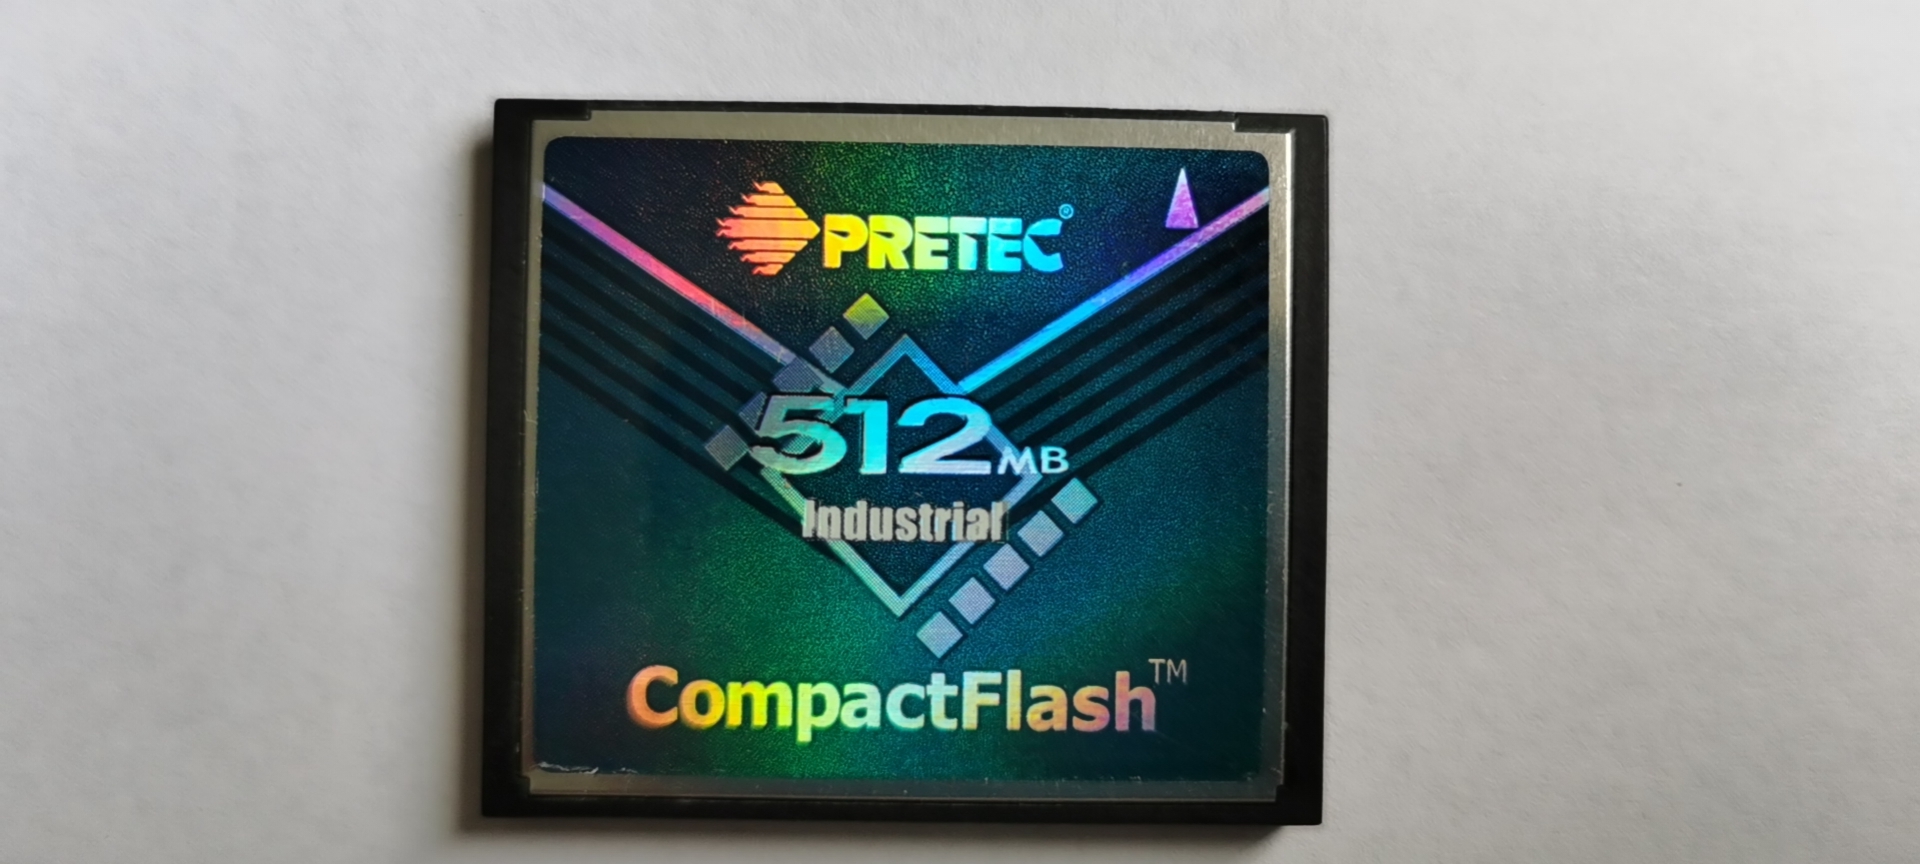 PRETEC®
512MB
Industrial
CompactFlash™